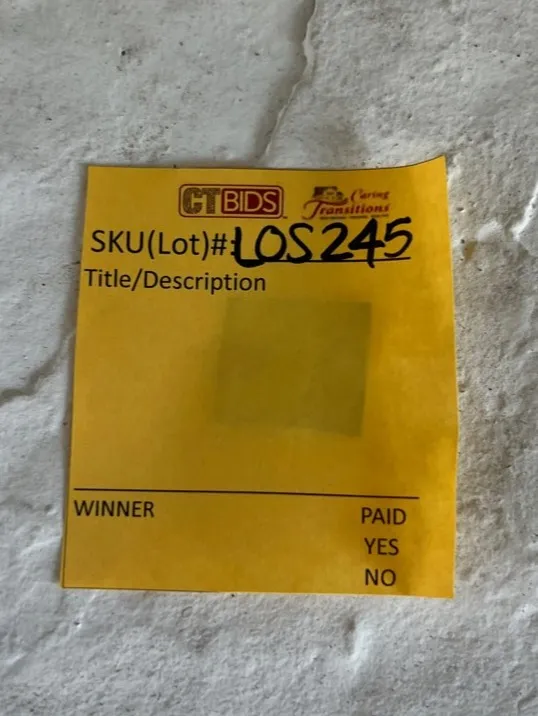 CTBIDS Caring Transitions
SKU(Lot)#: LOS245
Title/Description
WINNER PAID
YES
NO